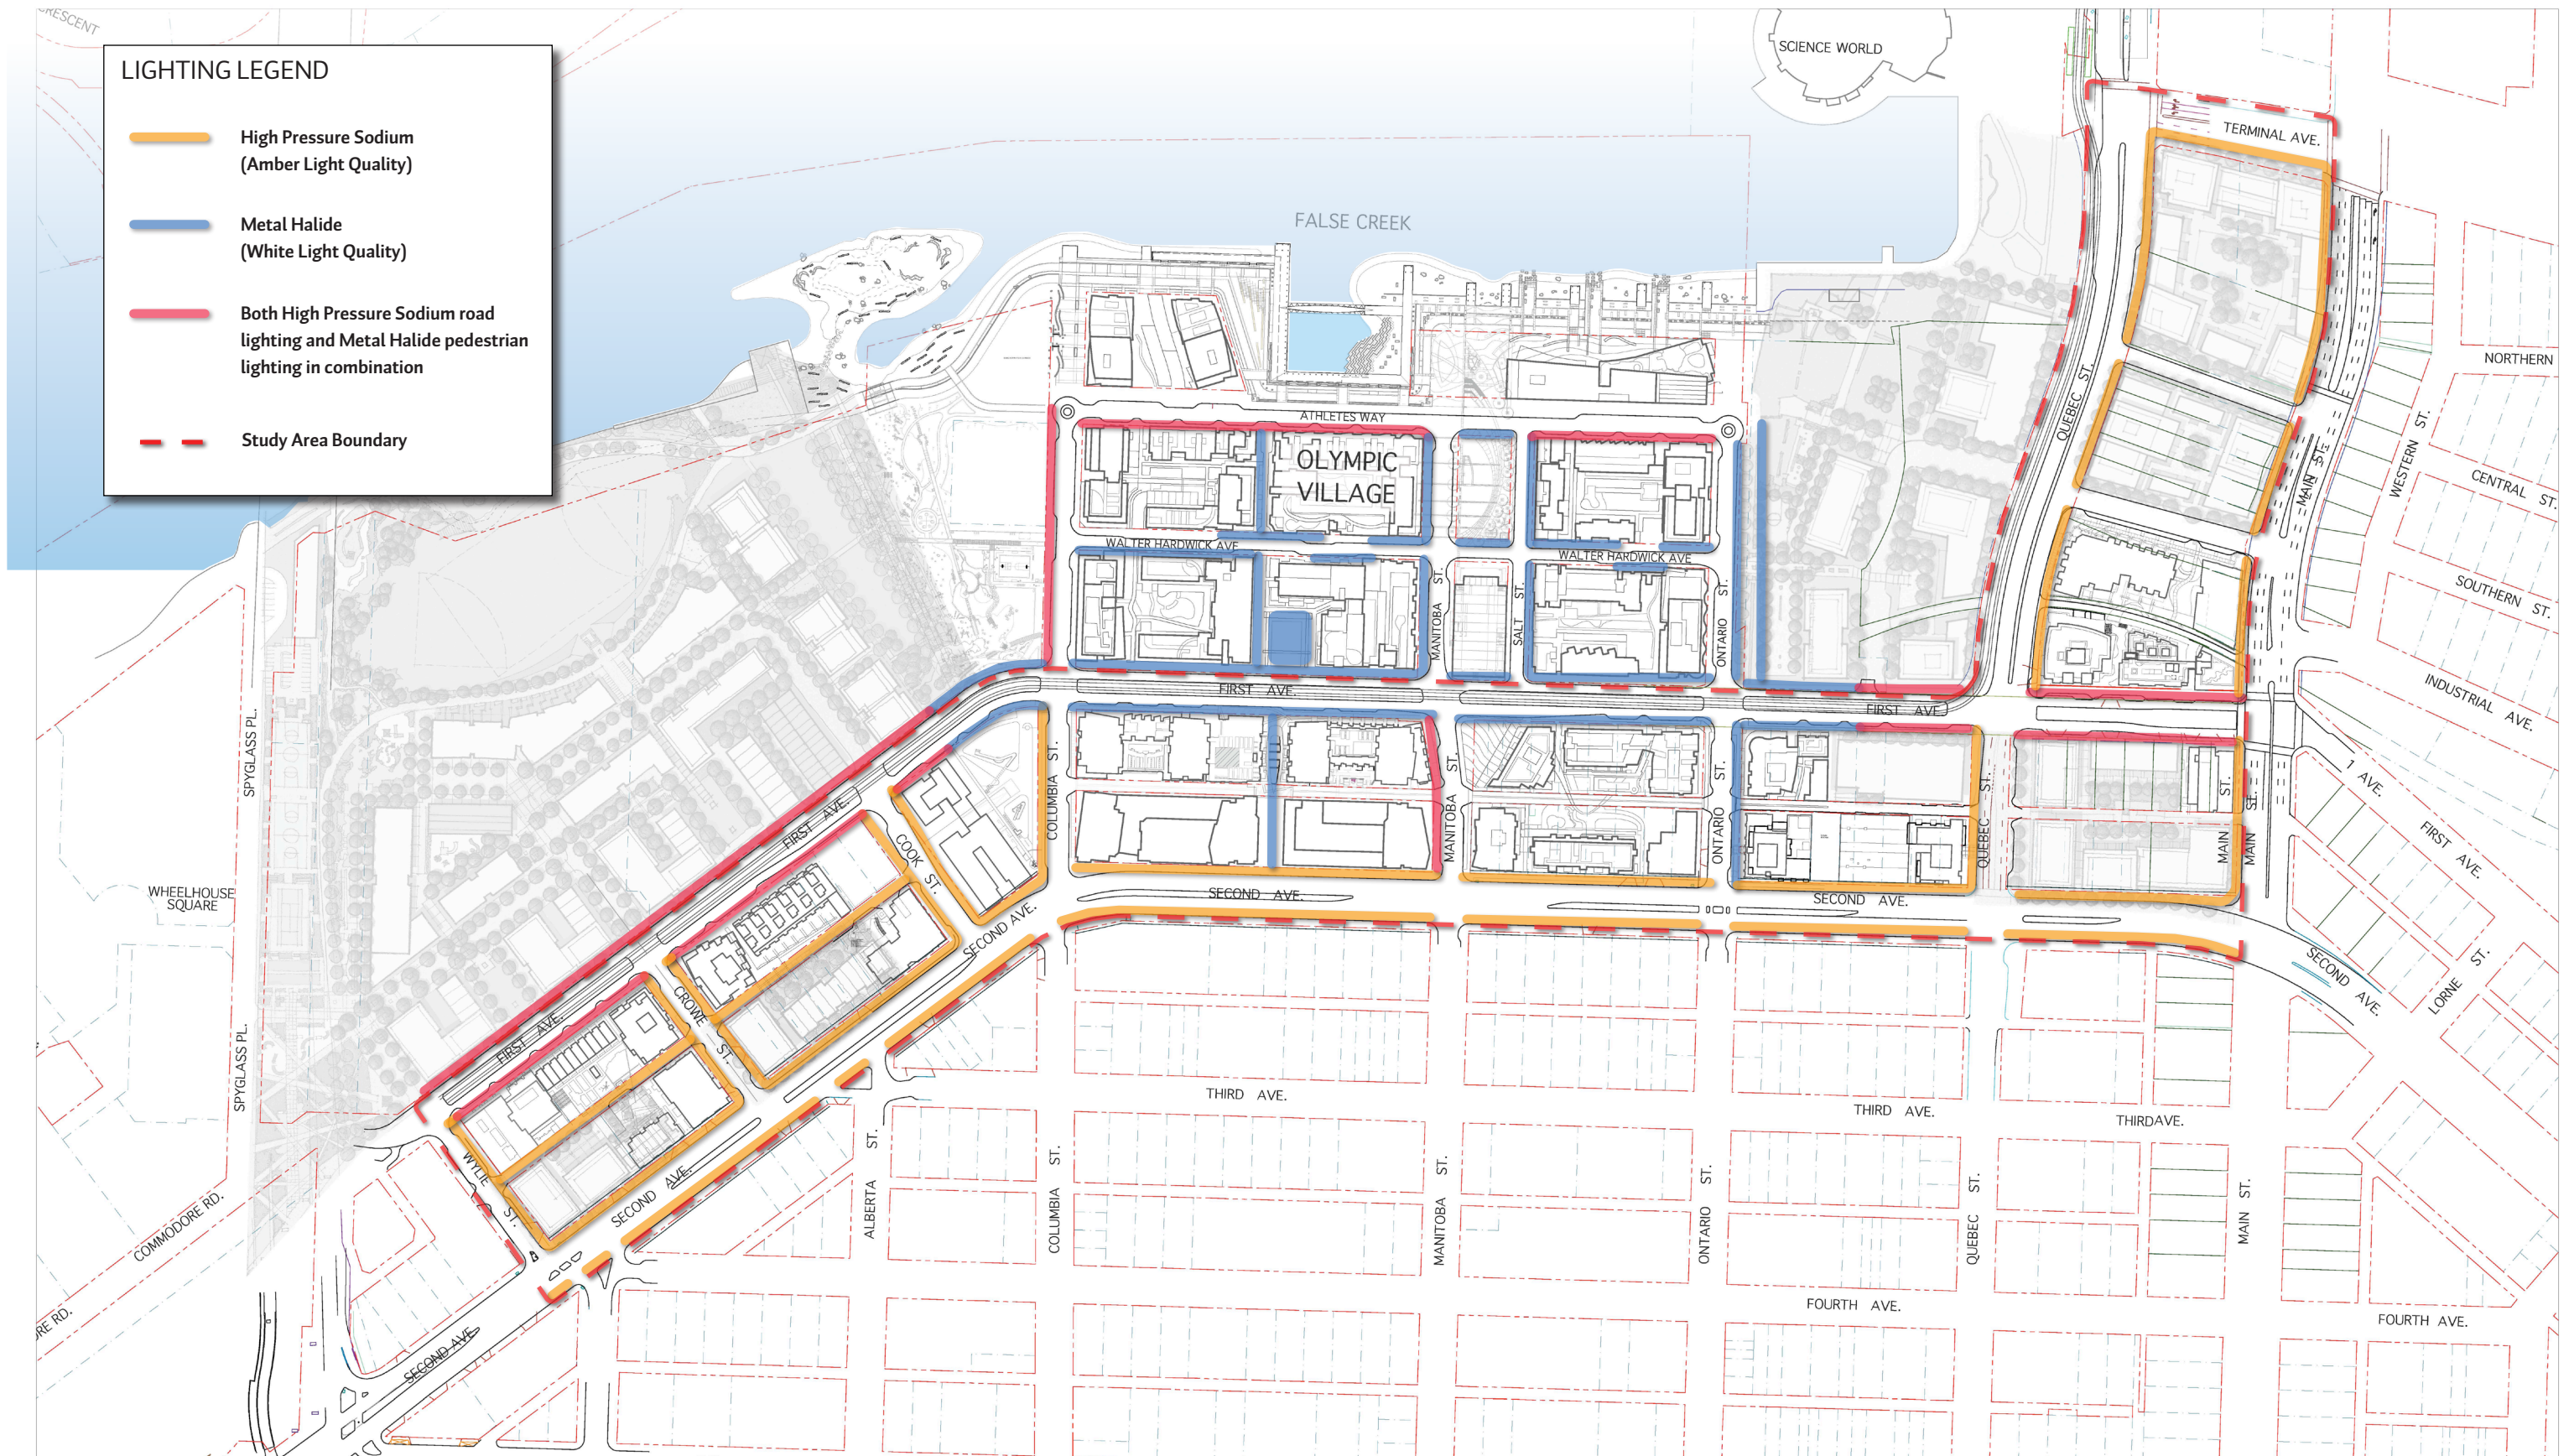 CRESCENT
SCIENCE WORLD
LIGHTING LEGEND
High Pressure Sodium
(Amber Light Quality)
Metal Halide
(White Light Quality)
Both High Pressure Sodium road
lighting and Metal Halide pedestrian
lighting in combination
Study Area Boundary
TERMINAL AVE.
FALSE CREEK
NORTHERN
QUEBEC ST.
WESTERN ST.
MAIN ST.
CENTRAL ST.
ATHLETES WAY
OLYMPIC
VILLAGE
WALTER HARDWICK AVE
WALTER HARDWICK AVE
SOUTHERN ST.
MANITOBA ST.
SALT ST.
ONTARIO ST.
FIRST AVE.
FIRST AVE.
INDUSTRIAL AVE.
SPYGLASS PL.
COLUMBIA ST.
MANITOBA ST.
ONTARIO ST.
QUEBEC ST.
MAIN ST.
MAIN ST.
1 AVE.
FIRST AVE.
FIRST AVE.
COOK ST.
WHEELHOUSE
SQUARE
SECOND AVE.
SECOND AVE.
SECOND AVE.
SECOND AVE.
LORNE ST.
CROWE ST.
FIRST AVE.
SPYGLASS PL.
THIRD AVE.
THIRD AVE.
THIRDAVE.
WYLIE ST.
SECOND AVE.
ALBERTA ST.
COLUMBIA ST.
MANITOBA ST.
ONTARIO ST.
QUEBEC ST.
MAIN ST.
COMMODORE RD.
RE RD.
FOURTH AVE.
FOURTH AVE.
SECOND AVE